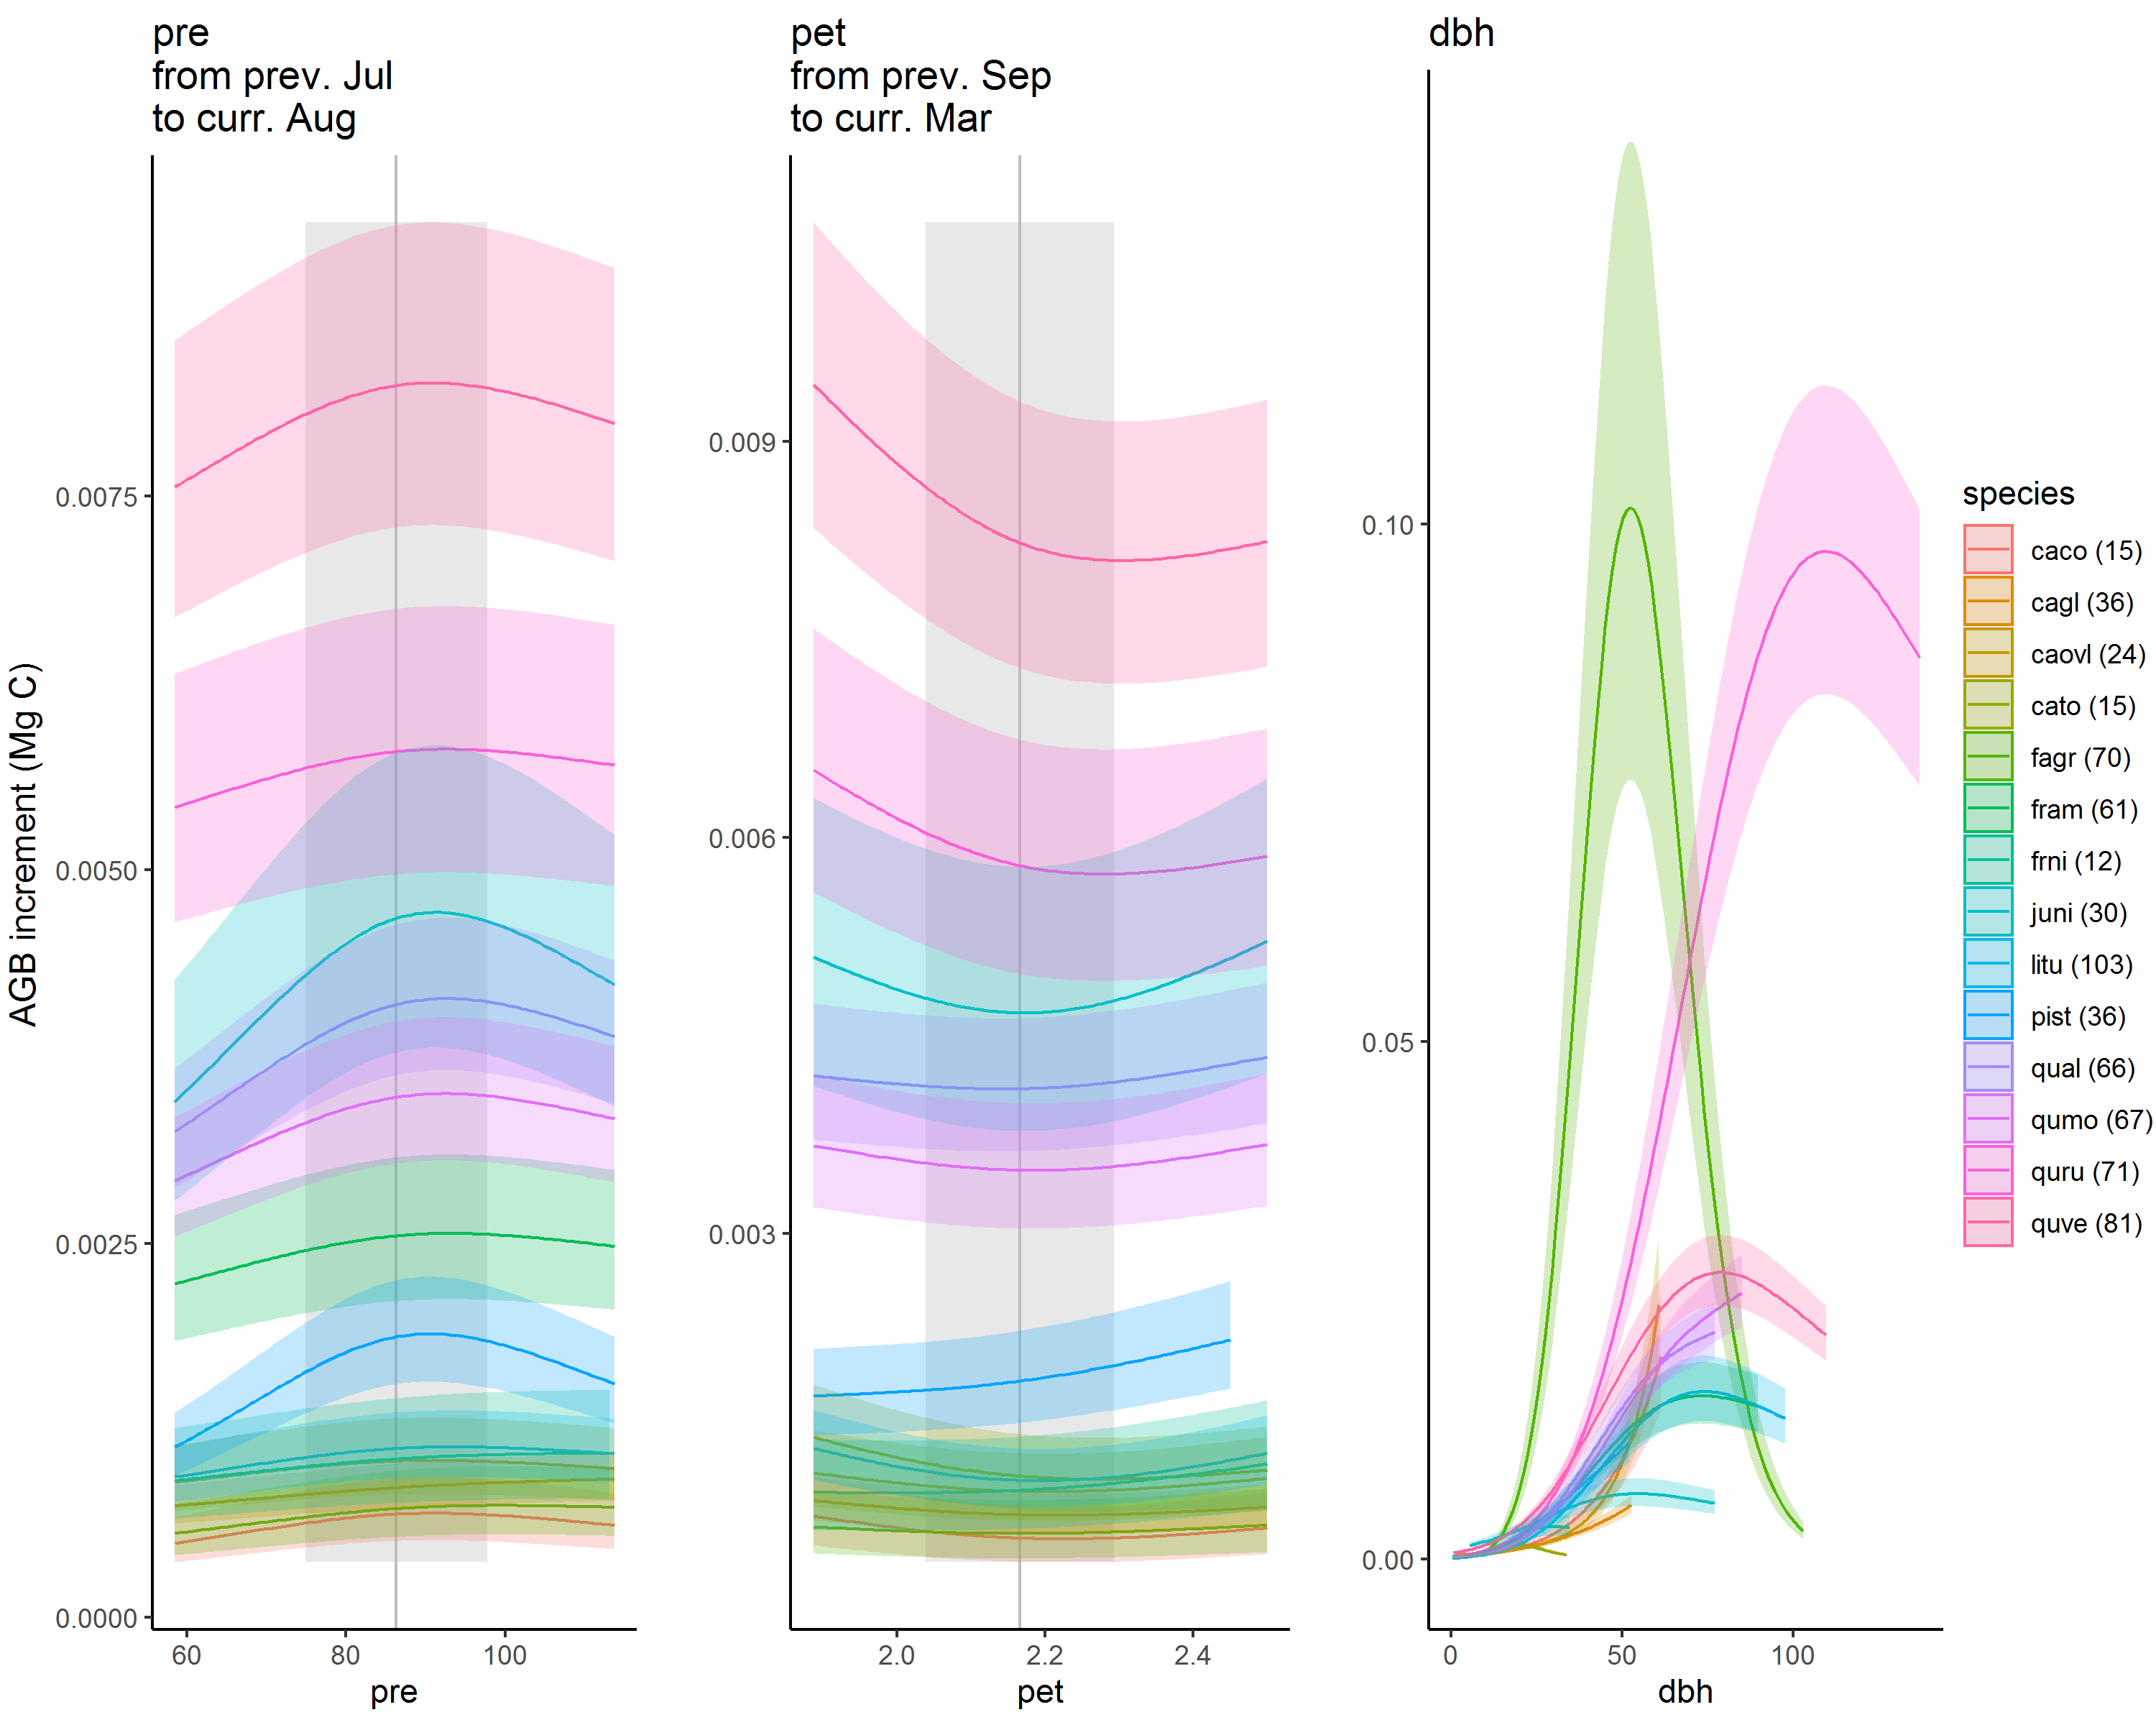 pre
from prev. Jul
to curr. Aug
pet
from prev. Sep
to curr. Mar
dbh
AGB increment (Mg C)
0.0075
0.0050
0.0025
0.0000
60
80
100
pre
0.009
0.006
0.003
2.0
2.2
2.4
pet
0.10
0.05
0.00
0
50
100
dbh
species
caco (15)
cagl (36)
caovl (24)
cato (15)
fagr (70)
fram (61)
frni (12)
juni (30)
litu (103)
pist (36)
qual (66)
qumo (67)
quru (71)
quve (81)